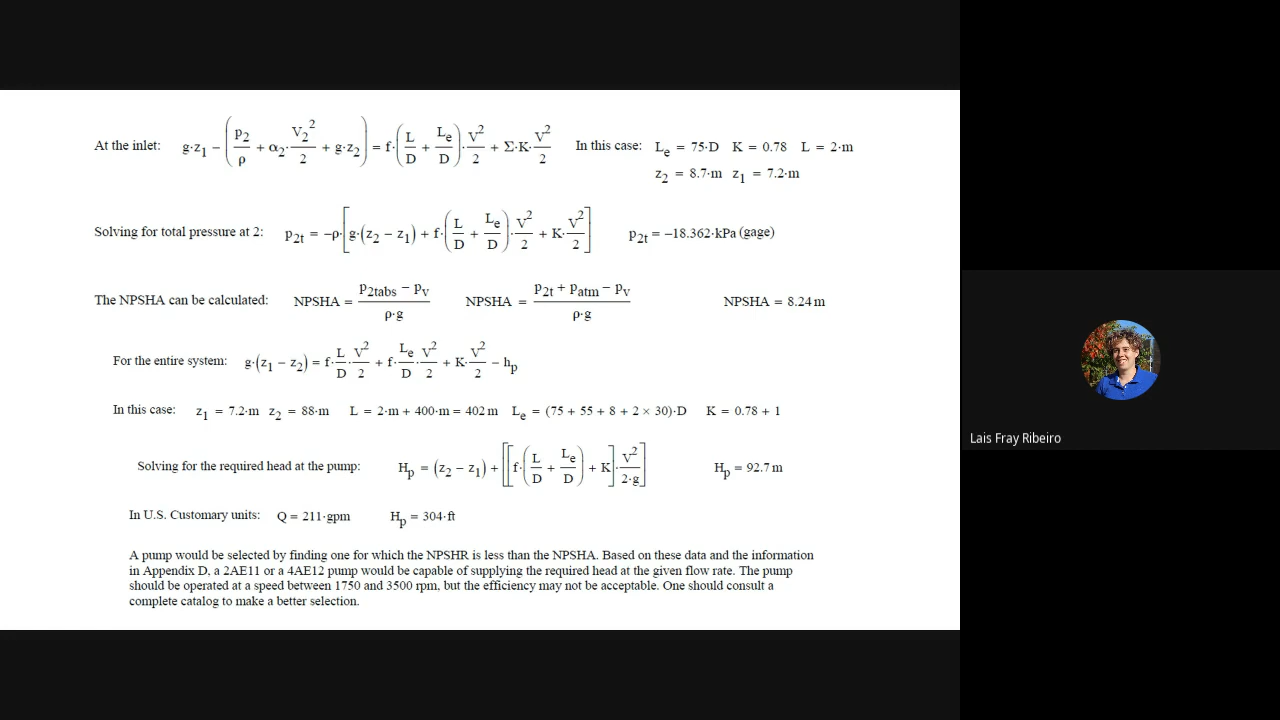 At the inlet: g·z1 − (p2/ρ + α2·V2²/2 + g·z2) = f·(L/D + Le/D)·V²/2 + Σ·K·V²/2 In this case: Le = 75·D K = 0.78 L = 2·m
z2 = 8.7·m z1 = 7.2·m
Solving for total pressure at 2: p2t = −ρ·[g·(z2 − z1) + f·(L/D + Le/D)·V²/2 + K·V²/2] p2t = −18.362·kPa (gage)
The NPSHA can be calculated: NPSHA = (p2tabs − pv)/(ρ·g) NPSHA = (p2t + patm − pv)/(ρ·g) NPSHA = 8.24 m
For the entire system: g·(z1 − z2) = f·L/D·V²/2 + f·Le/D·V²/2 + K·V²/2 − hp
In this case: z1 = 7.2·m z2 = 88·m L = 2·m + 400·m = 402 m Le = (75 + 55 + 8 + 2 × 30)·D K = 0.78 + 1
Solving for the required head at the pump: Hp = (z2 − z1) + [[f·(L/D + Le/D) + K]·V²/(2·g)] Hp = 92.7 m
In U.S. Customary units: Q = 211·gpm Hp = 304·ft
A pump would be selected by finding one for which the NPSHR is less than the NPSHA. Based on these data and the information
in Appendix D, a 2AE11 or a 4AE12 pump would be capable of supplying the required head at the given flow rate. The pump
should be operated at a speed between 1750 and 3500 rpm, but the efficiency may not be acceptable. One should consult a
complete catalog to make a better selection.
Lais Fray Ribeiro